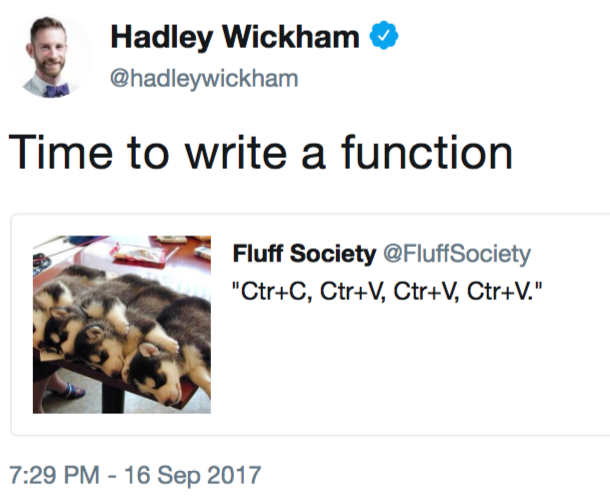 Hadley Wickham
@hadleywickham
Time to write a function
Fluff Society @FluffSociety
"Ctr+C, Ctr+V, Ctr+V, Ctr+V."
7:29 PM - 16 Sep 2017